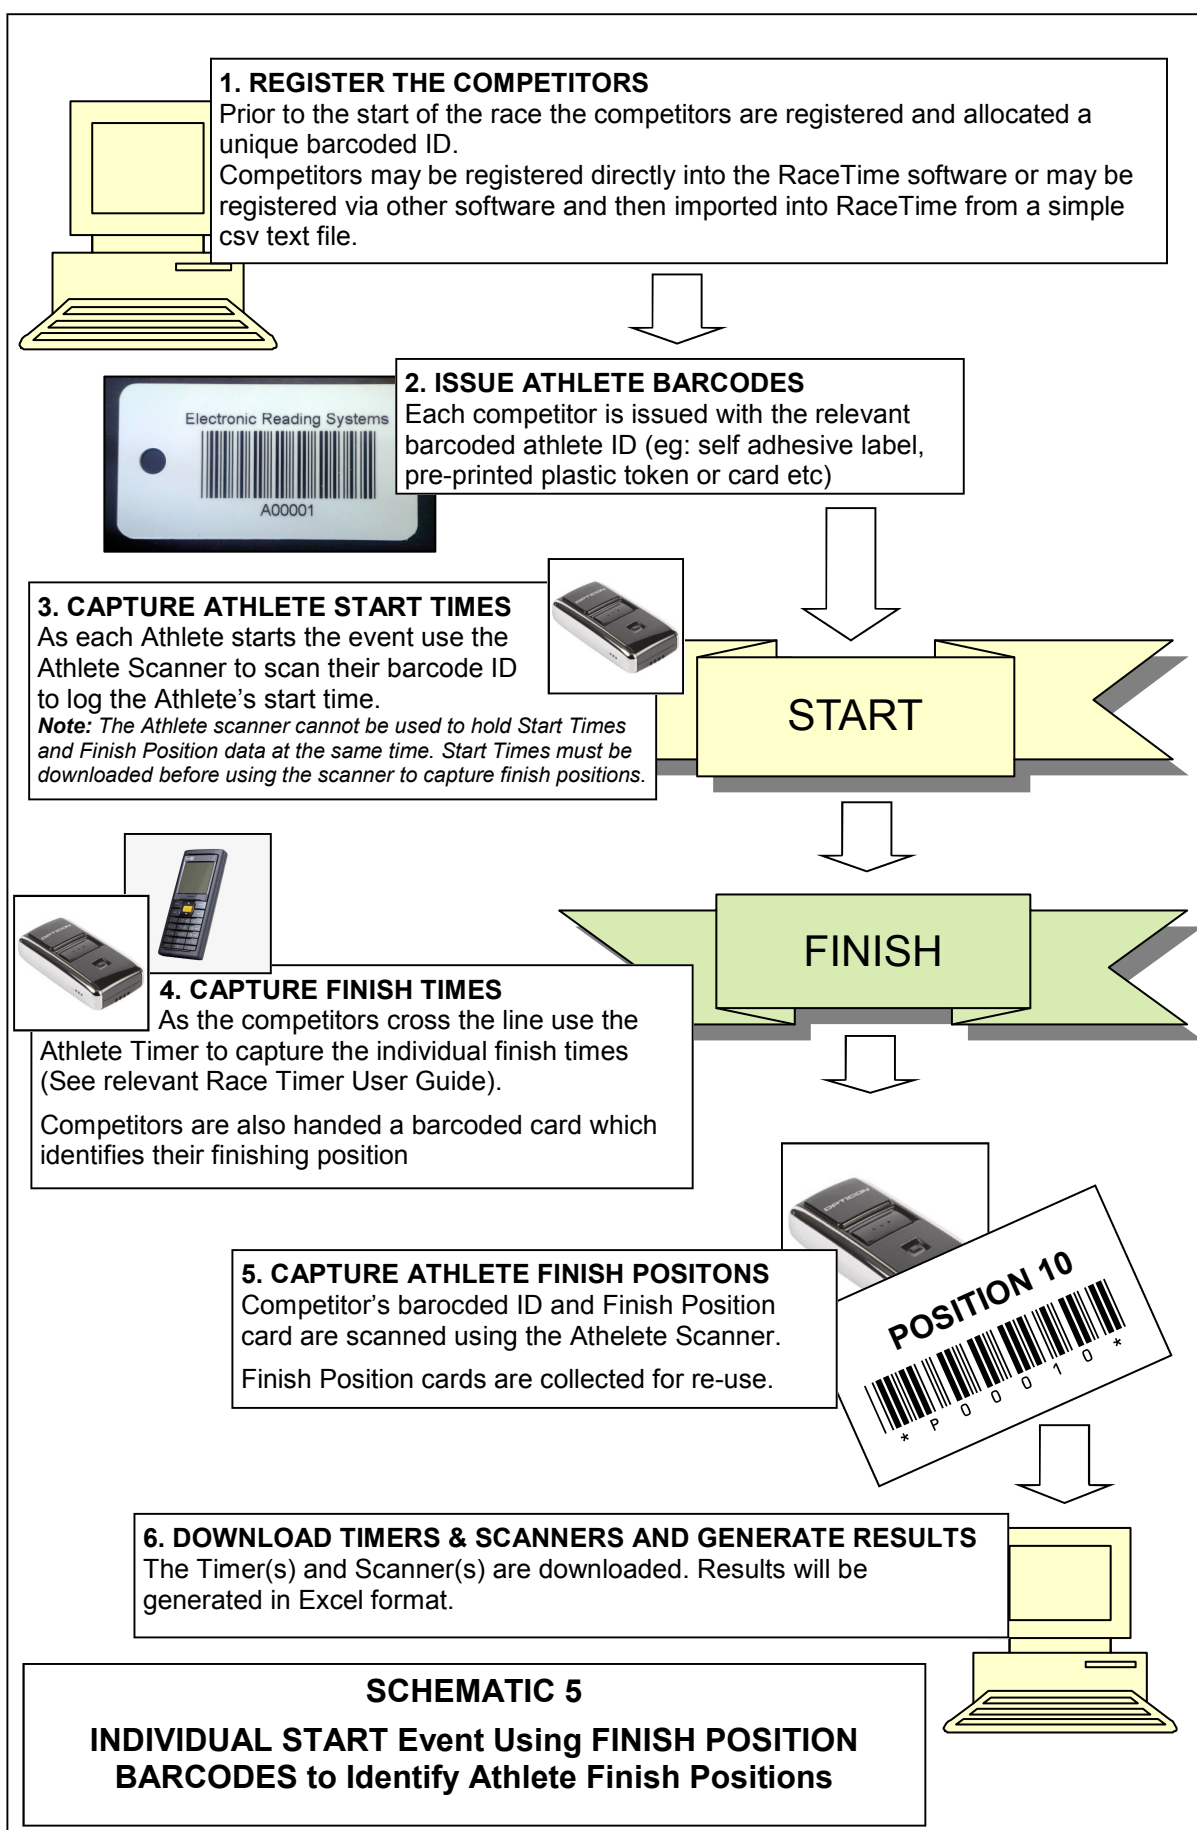 1. REGISTER THE COMPETITORS
Prior to the start of the race the competitors are registered and allocated a
unique barcoded ID.
Competitors may be registered directly into the RaceTime software or may be
registered via other software and then imported into RaceTime from a simple
csv text file.
Electronic Reading Systems
A00001
2. ISSUE ATHLETE BARCODES
Each competitor is issued with the relevant
barcoded athlete ID (eg: self adhesive label,
pre-printed plastic token or card etc)
3. CAPTURE ATHLETE START TIMES
As each Athlete starts the event use the
Athlete Scanner to scan their barcode ID
to log the Athlete's start time.
Note: The Athlete scanner cannot be used to hold Start Times
and Finish Position data at the same time. Start Times must be
downloaded before using the scanner to capture finish positions.
OPTICON
START
FINISH
OPTICON
4. CAPTURE FINISH TIMES
As the competitors cross the line use the
Athlete Timer to capture the individual finish times
(See relevant Race Timer User Guide).
Competitors are also handed a barcoded card which
identifies their finishing position
OPTICON
5. CAPTURE ATHLETE FINISH POSITONS
Competitor's barocded ID and Finish Position
card are scanned using the Athelete Scanner.
Finish Position cards are collected for re-use.
POSITION 10
* P 0 0 0 1 0 *
6. DOWNLOAD TIMERS & SCANNERS AND GENERATE RESULTS
The Timer(s) and Scanner(s) are downloaded. Results will be
generated in Excel format.
SCHEMATIC 5
INDIVIDUAL START Event Using FINISH POSITION
BARCODES to Identify Athlete Finish Positions